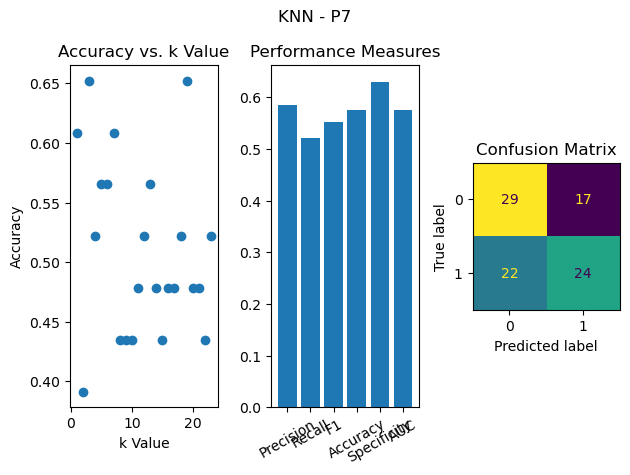 KNN - P7
Accuracy vs. k Value
Accuracy
0.65
0.60
0.55
0.50
0.45
0.40
0
10
20
k Value
Performance Measures
0.6
0.5
0.4
0.3
0.2
0.1
0.0
Precision
Recall
F1
Accuracy
Specificity
AUC
Confusion Matrix
True label
0
29
17
1
22
24
0
1
Predicted label